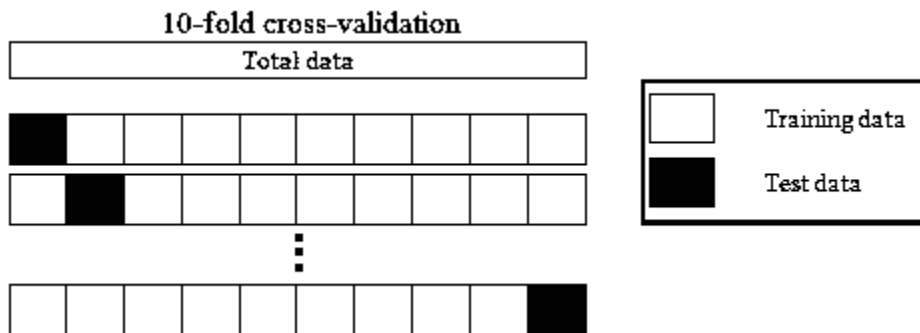 10-fold cross-validation
Total data
Training data
Test data